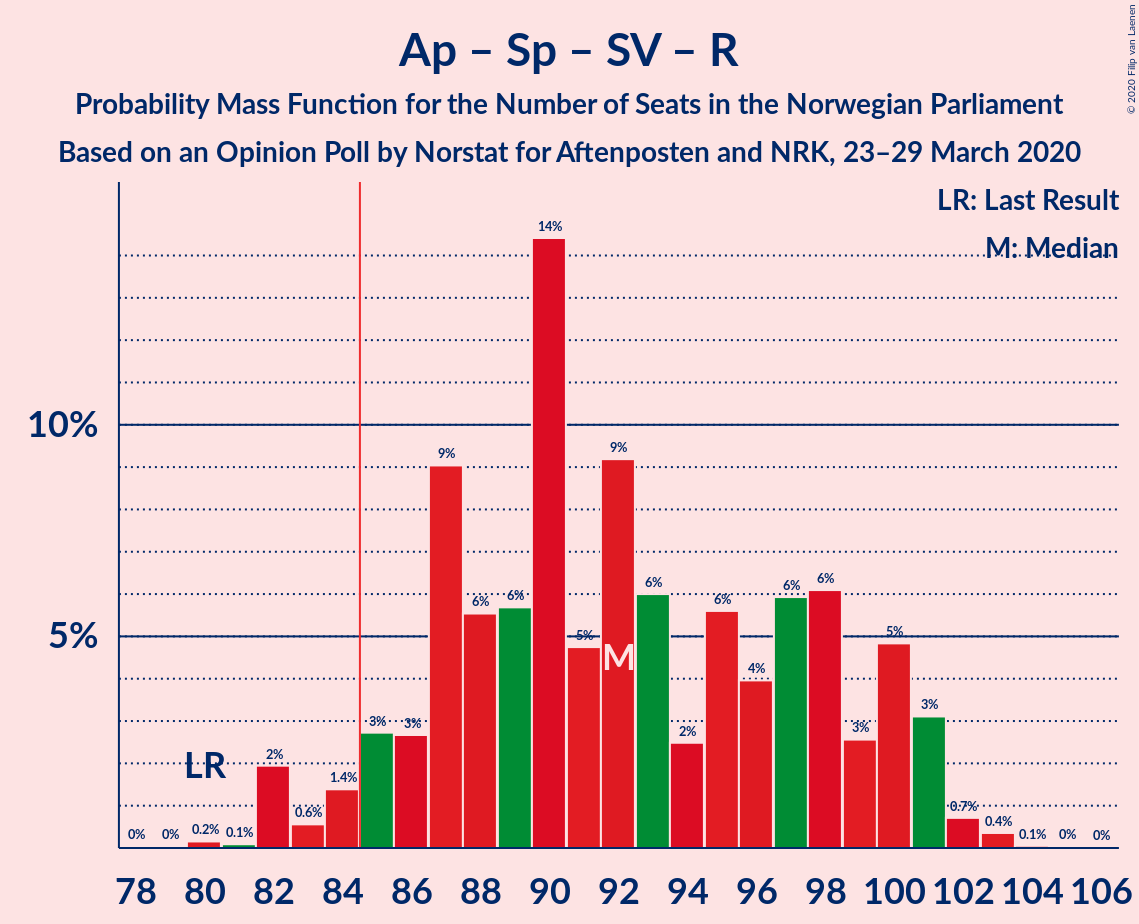 Ap – Sp – SV – R
Probability Mass Function for the Number of Seats in the Norwegian Parliament
Based on an Opinion Poll by Norstat for Aftenposten and NRK, 23–29 March 2020
© 2020 Filip van Laenen
LR: Last Result
M: Median
10%
5%
0% 0% 0.2% 0.1% 2% 0.6% 1.4% 3% 3% 9% 6% 6% 14% 5% 9% 6% 2% 6% 4% 6% 6% 3% 5% 3% 0.7% 0.4% 0.1% 0% 0%
LR
M
78 80 82 84 86 88 90 92 94 96 98 100 102 104 106